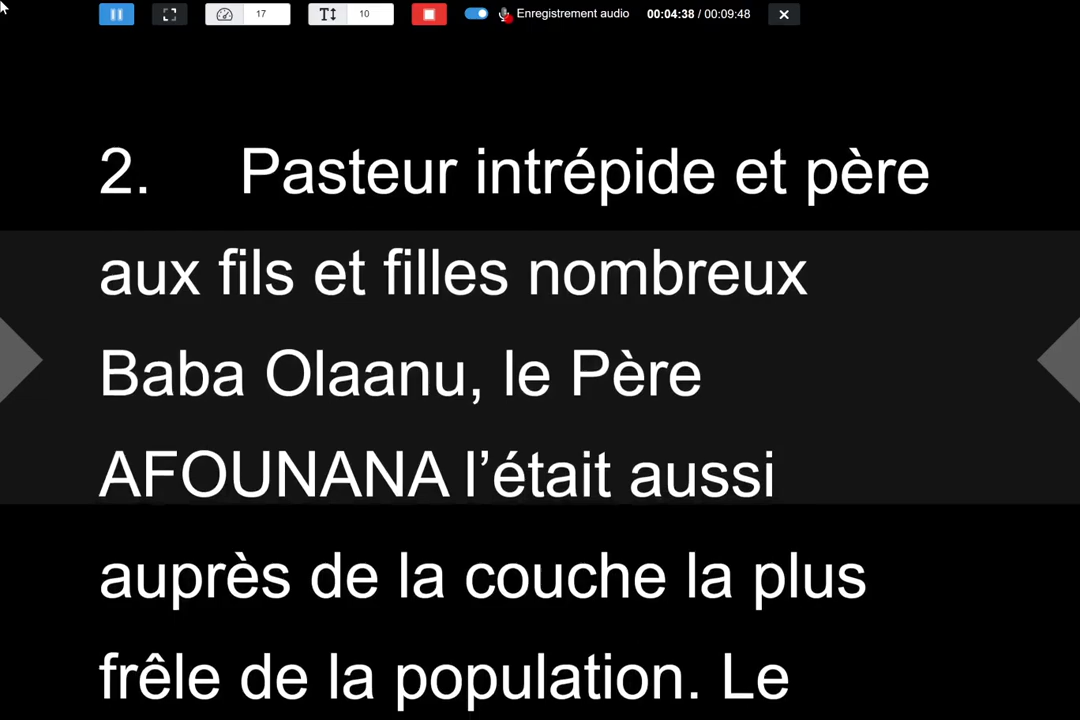 17 10 Enregistrement audio 00:04:38 / 00:09:48
2. Pasteur intrépide et père
aux fils et filles nombreux
Baba Olaanu, le Père
AFOUNANA l’était aussi
auprès de la couche la plus
frêle de la population. Le